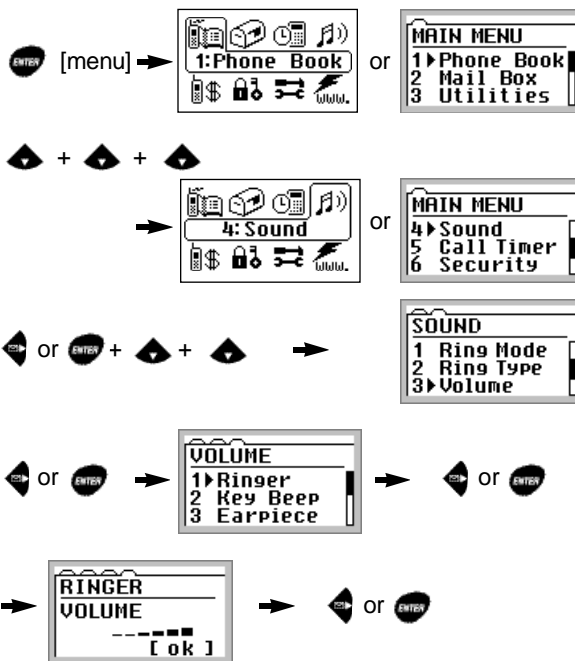 ENTER [menu]
1:Phone Book
$ www.
or
MAIN MENU
1 Phone Book
2 Mail Box
3 Utilities
+ +
4: Sound
$ www.
or
MAIN MENU
4 Sound
5 Call Timer
6 Security
or ENTER + +
SOUND
1 Ring Mode
2 Ring Type
3 Volume
or ENTER
VOLUME
1 Ringer
2 Key Beep
3 Earpiece
or ENTER
RINGER
VOLUME
[ ok ]
or ENTER